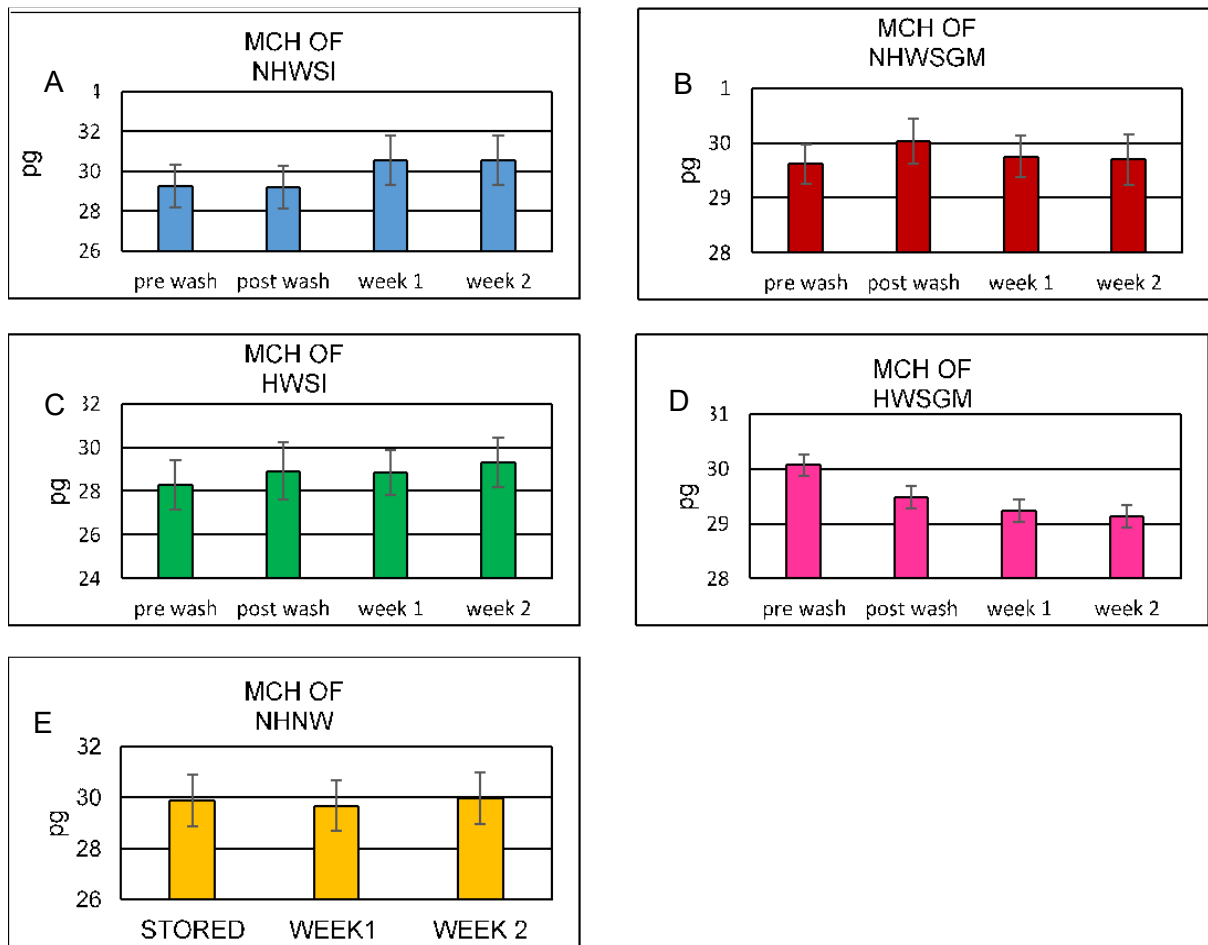 MCH OF
NHWSI
A
pg
32
30
28
26
pre wash post wash week 1 week 2
MCH OF
NHWSGM
B
pg
1
30
29
28
pre wash post wash week 1 week 2
MCH OF
HWSI
C
pg
32
30
28
26
24
pre wash post wash week 1 week 2
MCH OF
HWSGM
D
pg
31
30
29
28
pre wash post wash week 1 week 2
MCH OF
NHNW
E
pg
32
30
28
26
STORED WEEK1 WEEK 2